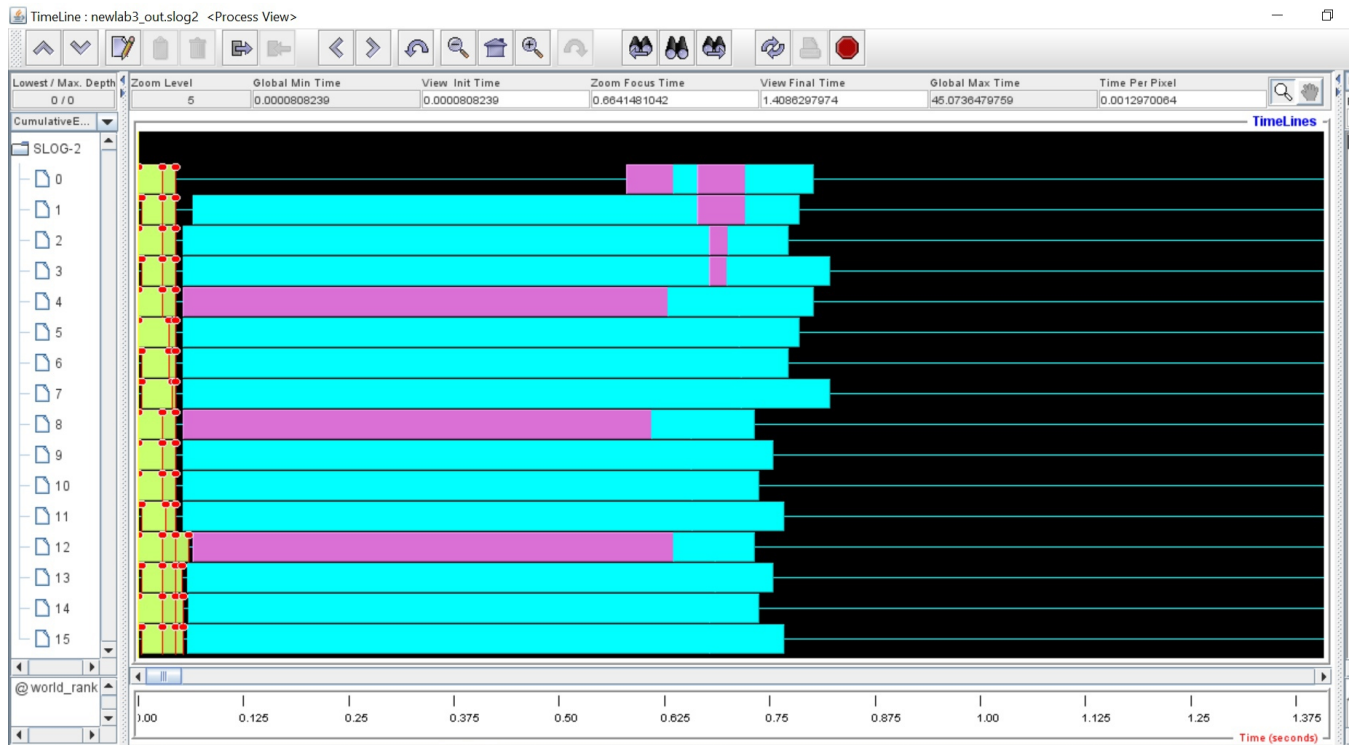 TimeLine : newlab3_out.slog2 <Process View>
Lowest / Max. Depth
0 / 0
Zoom Level Global Min Time View Init Time Zoom Focus Time View Final Time Global Max Time Time Per Pixel
5 0.0000808239 0.0000808239 0.6641481042 1.4086297974 45.0736479759 0.0012970064
CumulativeE...
TimeLines
SLOG-2
0
1
2
3
4
5
6
7
8
9
10
11
12
13
14
15
@ world_rank
0.125 0.25 0.375 0.50 0.625 0.75 0.875 1.00 1.125 1.25 1.375
Time (seconds)